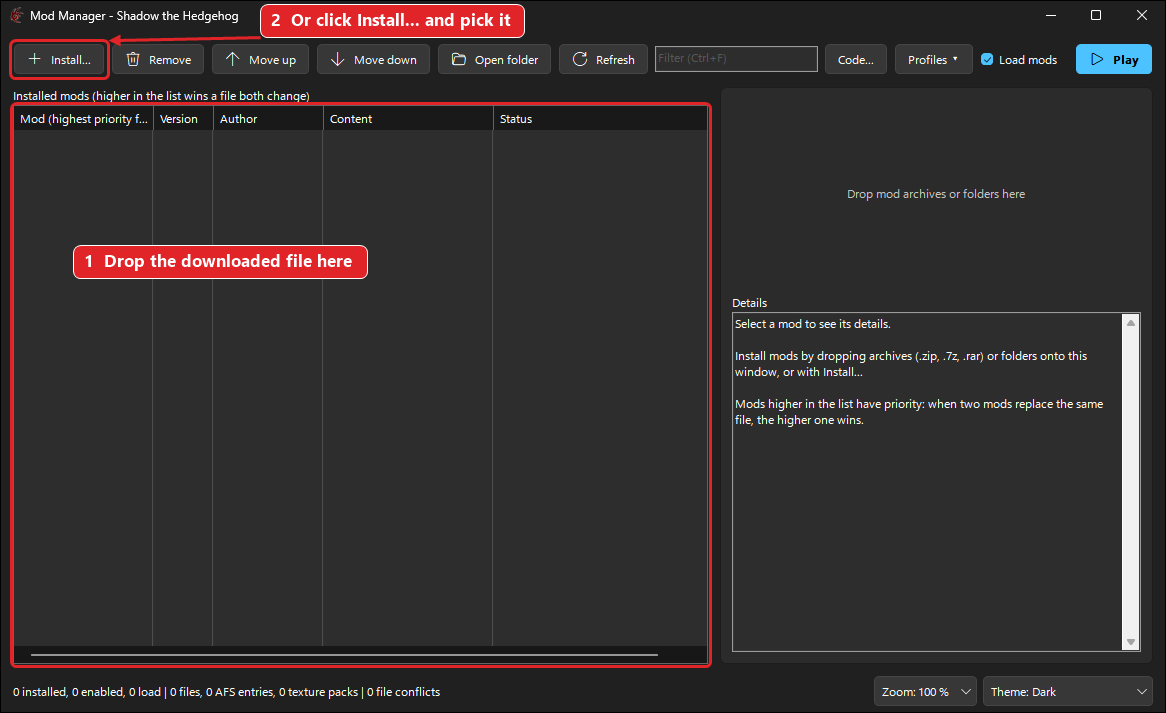 Mod Manager - Shadow the Hedgehog
2 Or click Install... and pick it
Install...
Remove
Move up
Move down
Open folder
Refresh
Filter (Ctrl+F)
Code...
Profiles
Load mods
Play
Installed mods (higher in the list wins a file both change)
Mod (highest priority f...
Version
Author
Content
Status
1 Drop the downloaded file here
Drop mod archives or folders here
Details
Select a mod to see its details.
Install mods by dropping archives (.zip, .7z, .rar) or folders onto this
window, or with Install...
Mods higher in the list have priority: when two mods replace the same
file, the higher one wins.
0 installed, 0 enabled, 0 load | 0 files, 0 AFS entries, 0 texture packs | 0 file conflicts
Zoom: 100 %
Theme: Dark